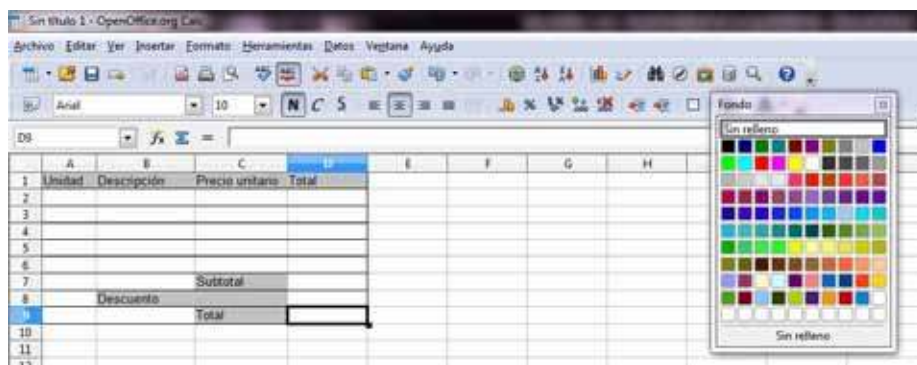 Sin título 1 - OpenOffice.org Calc
Archivo Editar Ver Insertar Formato Herramientas Datos Ventana Ayuda
Arial 10 N C S
Fondo
Sin relleno
D9
A B C D E F G H
1 Unidad Descripción Precio unitario Total
2
3
4
5
6
7 Subtotal
8 Descuento
9 Total
10
11
Sin relleno